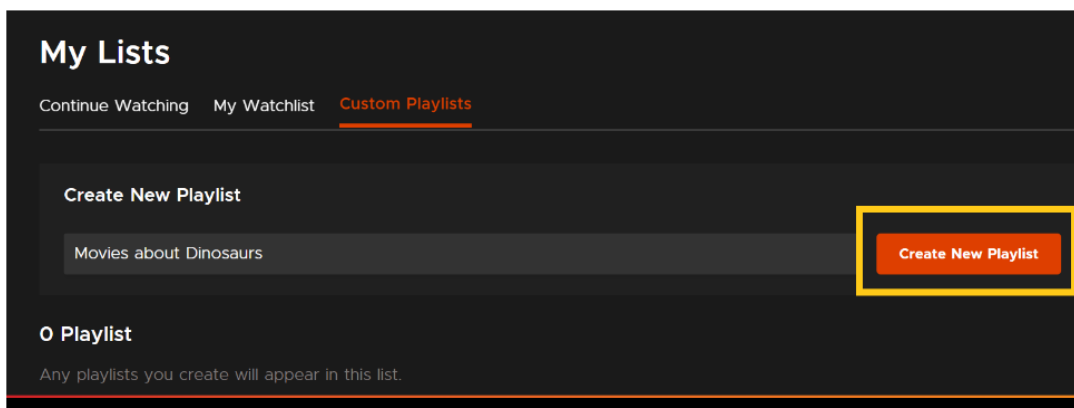 My Lists
Continue Watching My Watchlist Custom Playlists
Create New Playlist
Movies about Dinosaurs Create New Playlist
0 Playlist
Any playlists you create will appear in this list.